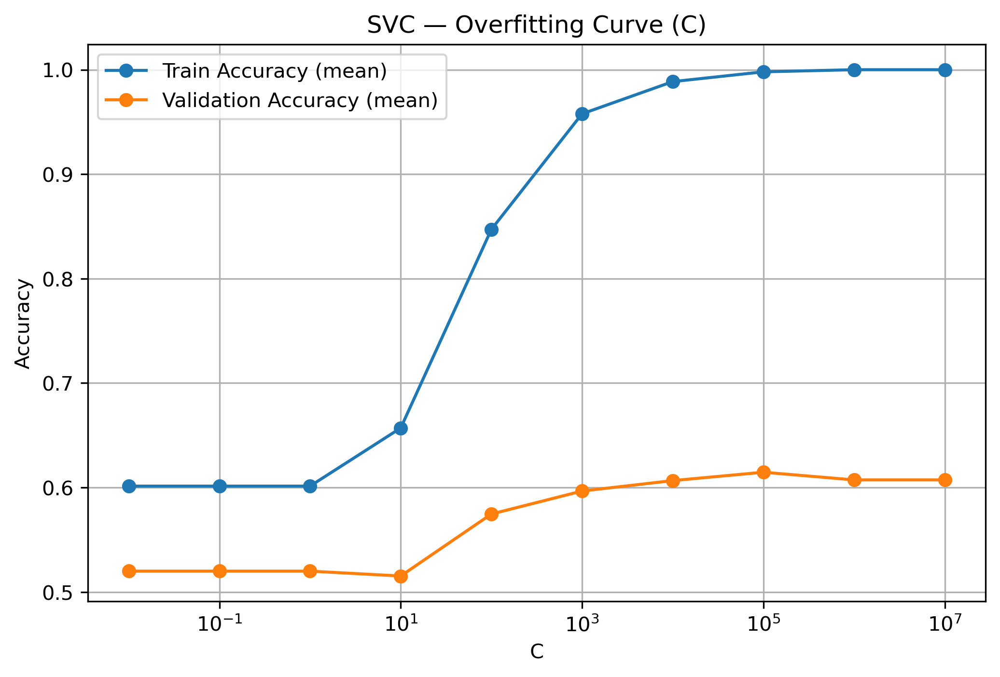 SVC — Overfitting Curve (C)
Train Accuracy (mean)
Validation Accuracy (mean)
1.0
0.9
0.8
0.7
0.6
0.5
Accuracy
10⁻¹ 10¹ 10³ 10⁵ 10⁷
C